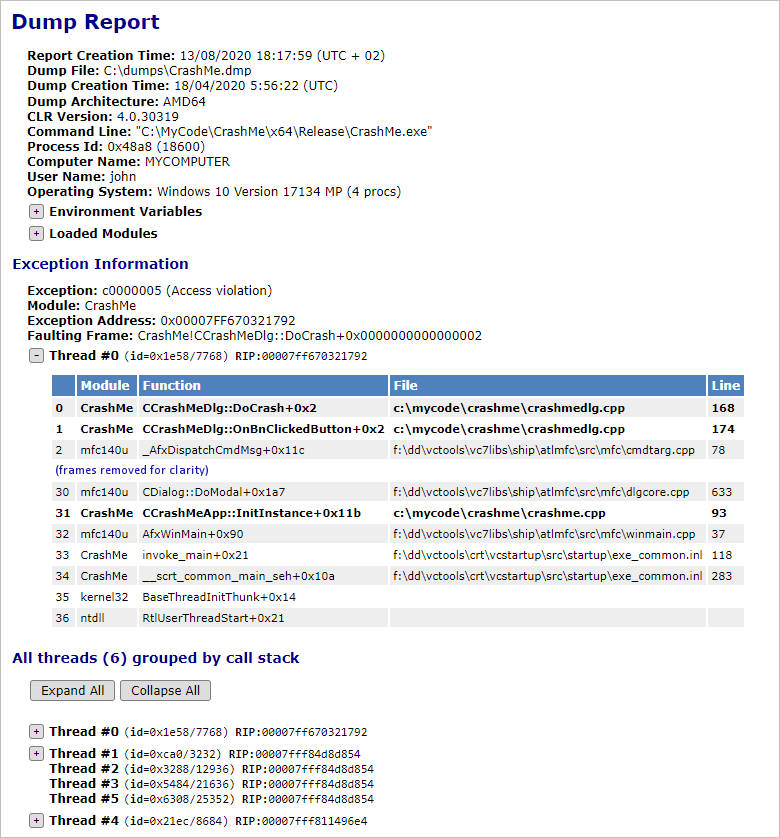 Dump Report
Report Creation Time: 13/08/2020 18:17:59 (UTC + 02)
Dump File: C:\dumps\CrashMe.dmp
Dump Creation Time: 18/04/2020 5:56:22 (UTC)
Dump Architecture: AMD64
CLR Version: 4.0.30319
Command Line: "C:\MyCode\CrashMe\x64\Release\CrashMe.exe"
Process Id: 0x48a8 (18600)
Computer Name: MYCOMPUTER
User Name: john
Operating System: Windows 10 Version 17134 MP (4 procs)
+ Environment Variables
+ Loaded Modules
Exception Information
Exception: c0000005 (Access violation)
Module: CrashMe
Exception Address: 0x00007FF670321792
Faulting Frame: CrashMe!CCrashMeDlg::DoCrash+0x0000000000000002
- Thread #0 (id=0x1e58/7768) RIP:00007ff670321792
Module Function File Line
0 CrashMe CCrashMeDlg::DoCrash+0x2 c:\mycode\crashme\crashmedlg.cpp 168
1 CrashMe CCrashMeDlg::OnBnClickedButton+0x2 c:\mycode\crashme\crashmedlg.cpp 174
2 mfc140u _AfxDispatchCmdMsg+0x11c f:\dd\vctools\vc7libs\ship\atlmfc\src\mfc\cmdtarg.cpp 78
(frames removed for clarity)
30 mfc140u CDialog::DoModal+0x1a7 f:\dd\vctools\vc7libs\ship\atlmfc\src\mfc\dlgcore.cpp 633
31 CrashMe CCrashMeApp::InitInstance+0x11b c:\mycode\crashme\crashme.cpp 93
32 mfc140u AfxWinMain+0x90 f:\dd\vctools\vc7libs\ship\atlmfc\src\mfc\winmain.cpp 37
33 CrashMe invoke_main+0x21 f:\dd\vctools\crt\vcstartup\src\startup\exe_common.inl 118
34 CrashMe __scrt_common_main_seh+0x10a f:\dd\vctools\crt\vcstartup\src\startup\exe_common.inl 283
35 kernel32 BaseThreadInitThunk+0x14
36 ntdll RtlUserThreadStart+0x21
All threads (6) grouped by call stack
Expand All Collapse All
+ Thread #0 (id=0x1e58/7768) RIP:00007ff670321792
+ Thread #1 (id=0xca0/3232) RIP:00007fff84d8d854
Thread #2 (id=0x3288/12936) RIP:00007fff84d8d854
Thread #3 (id=0x5484/21636) RIP:00007fff84d8d854
Thread #5 (id=0x6308/25352) RIP:00007fff84d8d854
+ Thread #4 (id=0x21ec/8684) RIP:00007fff811496e4